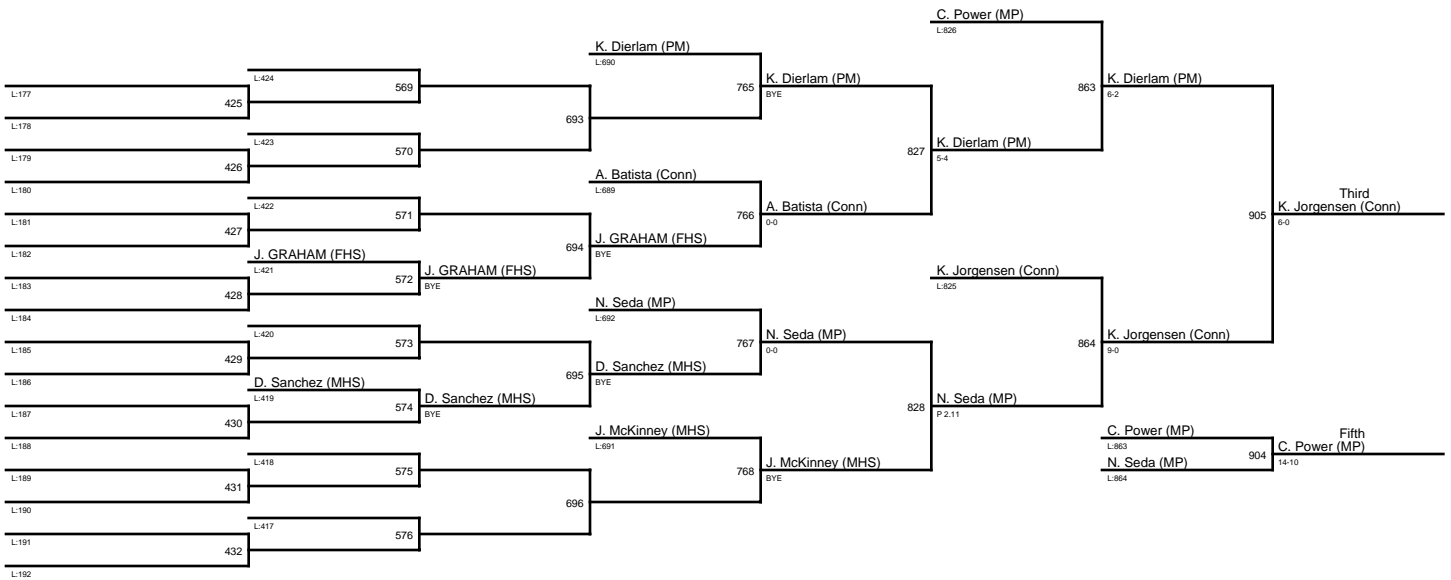 C. Power (MP)
L:826
K. Dierlam (PM)
L:690
L:424
569
765
K. Dierlam (PM)
BYE
863
K. Dierlam (PM)
6-2
L:177
425
L:178
693
L:423
570
L:179
426
L:180
827
K. Dierlam (PM)
5-4
A. Batista (Conn)
L:689
L:422
571
L:181
427
L:182
766
A. Batista (Conn)
0-0
905
Third
K. Jorgensen (Conn)
6-0
694
J. GRAHAM (FHS)
BYE
J. GRAHAM (FHS)
L:421
572
J. GRAHAM (FHS)
BYE
L:183
428
L:184
K. Jorgensen (Conn)
L:825
N. Seda (MP)
L:692
L:420
573
L:185
429
L:186
767
N. Seda (MP)
0-0
864
K. Jorgensen (Conn)
9-0
695
D. Sanchez (MHS)
BYE
D. Sanchez (MHS)
L:419
574
D. Sanchez (MHS)
BYE
L:187
430
L:188
828
N. Seda (MP)
P 2.11
J. McKinney (MHS)
L:691
C. Power (MP)
L:863
904
Fifth
C. Power (MP)
14-10
N. Seda (MP)
L:864
L:418
575
L:189
431
L:190
768
J. McKinney (MHS)
BYE
696
L:417
576
L:191
432
L:192